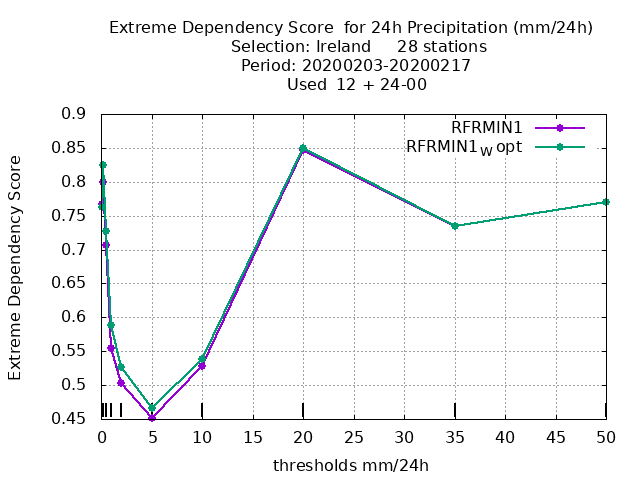 Extreme Dependency Score  for 24h Precipitation (mm/24h)
Selection: Ireland     28 stations
Period: 20200203-20200217
Used  12 + 24-00
RFRMIN1
RFRMIN1W opt
Extreme Dependency Score
0.9
0.85
0.8
0.75
0.7
0.65
0.6
0.55
0.5
0.45
0 5 10 15 20 25 30 35 40 45 50
thresholds mm/24h